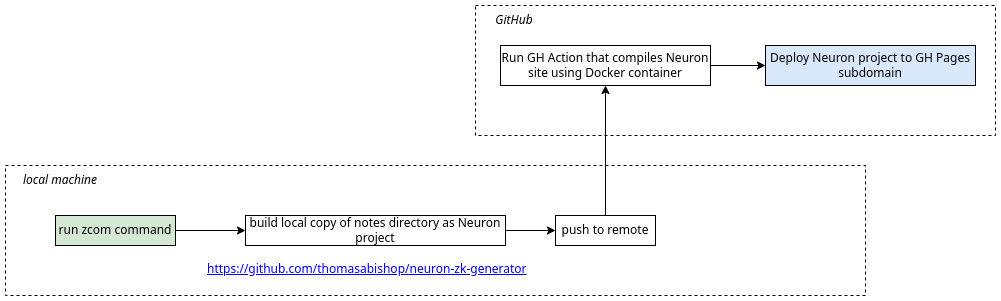 GitHub
Run GH Action that compiles Neuron
site using Docker container
Deploy Neuron project to GH Pages
subdomain
local machine
run zcom command
build local copy of notes directory as Neuron
project
push to remote
https://github.com/thomasabishop/neuron-zk-generator